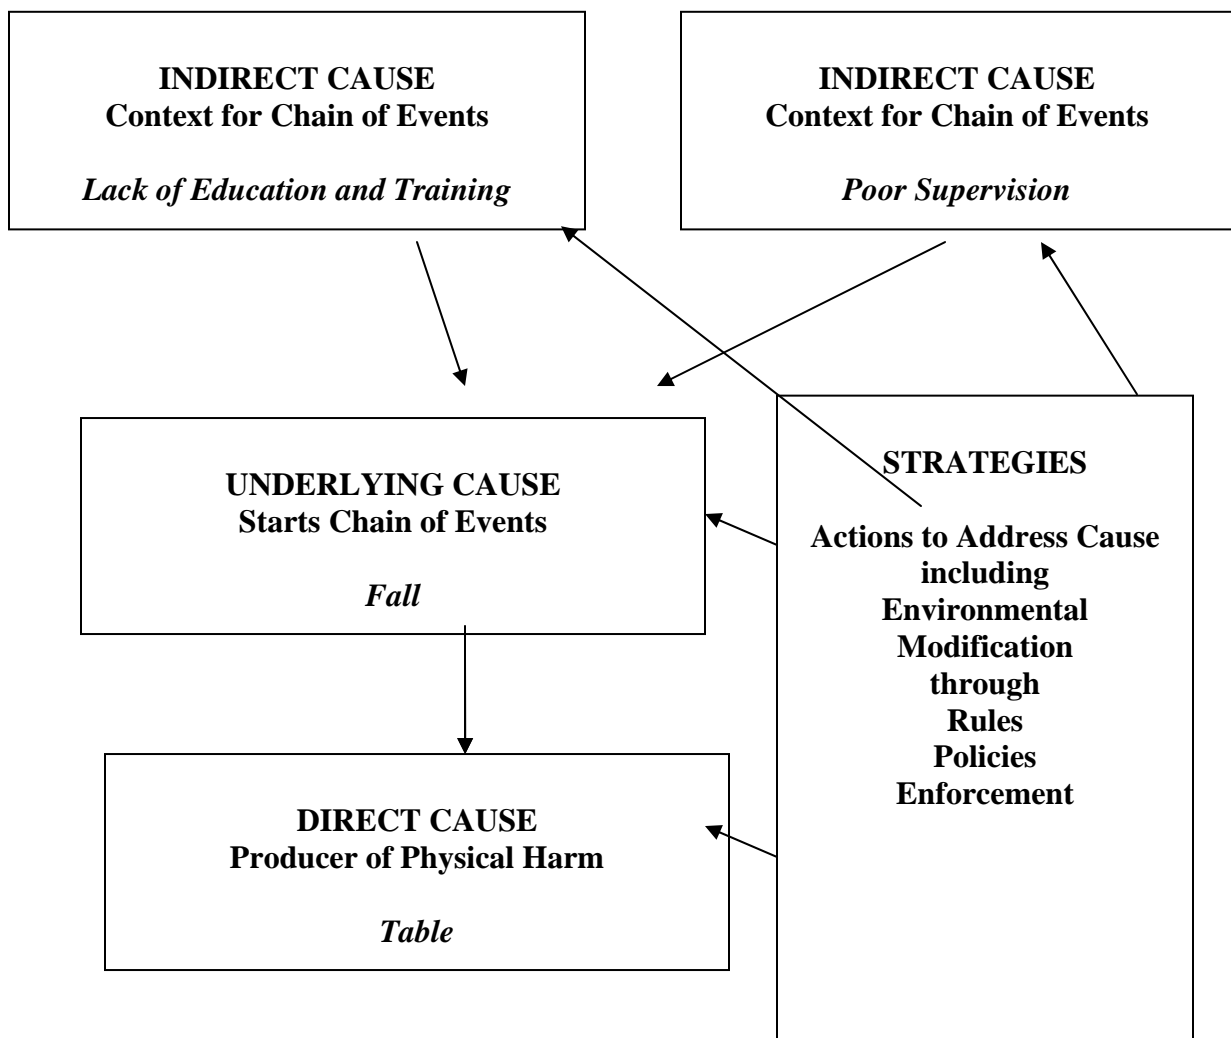 INDIRECT CAUSE
Context for Chain of Events
Lack of Education and Training
INDIRECT CAUSE
Context for Chain of Events
Poor Supervision
UNDERLYING CAUSE
Starts Chain of Events
Fall
STRATEGIES
Actions to Address Cause
including
Environmental
Modification
through
Rules
Policies
Enforcement
DIRECT CAUSE
Producer of Physical Harm
Table